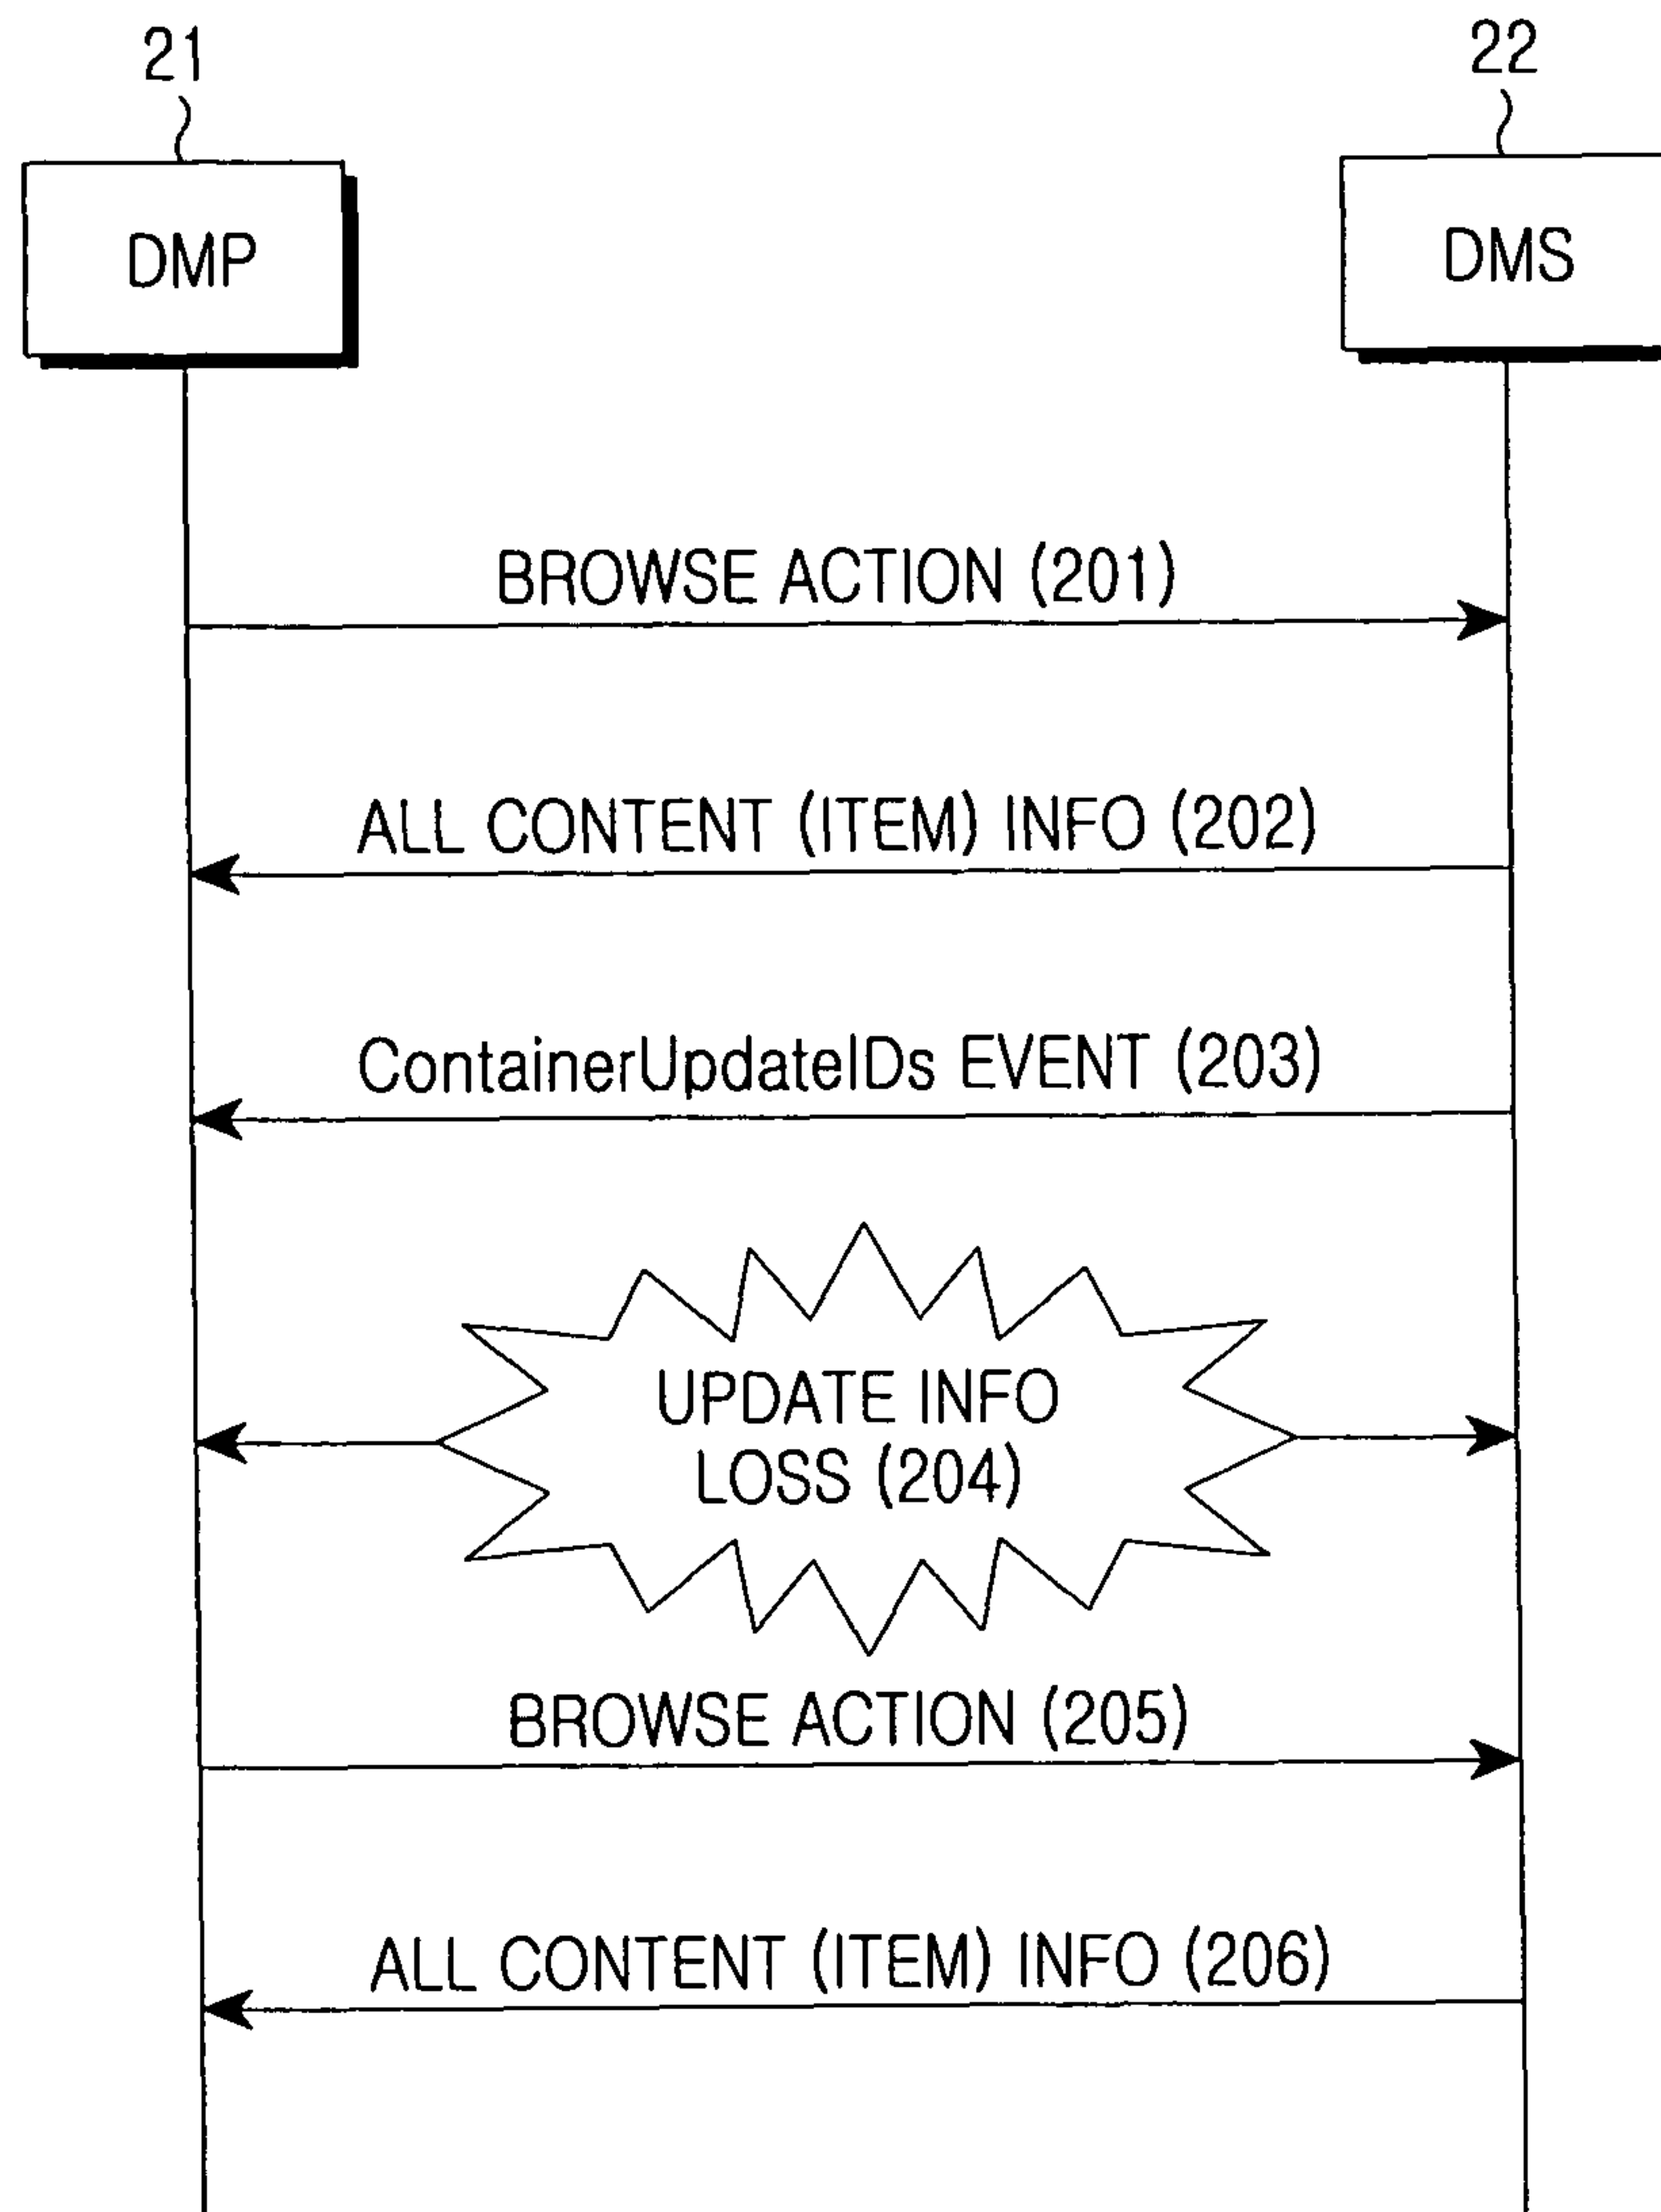 21
22
DMP
DMS
BROWSE ACTION (201)
ALL CONTENT (ITEM) INFO (202)
ContainerUpdateIDs EVENT (203)
UPDATE INFO
LOSS (204)
BROWSE ACTION (205)
ALL CONTENT (ITEM) INFO (206)